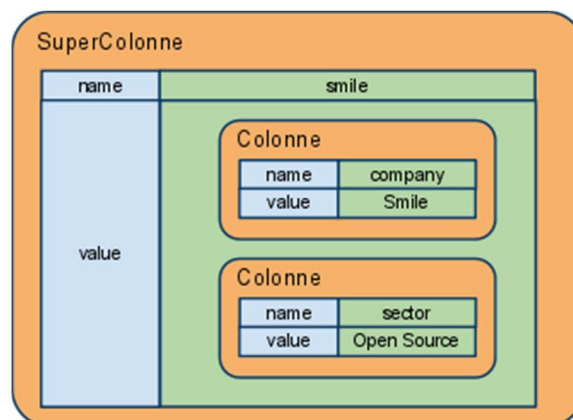 SuperColonne
name smile
value
Colonne
name company
value Smile
Colonne
name sector
value Open Source